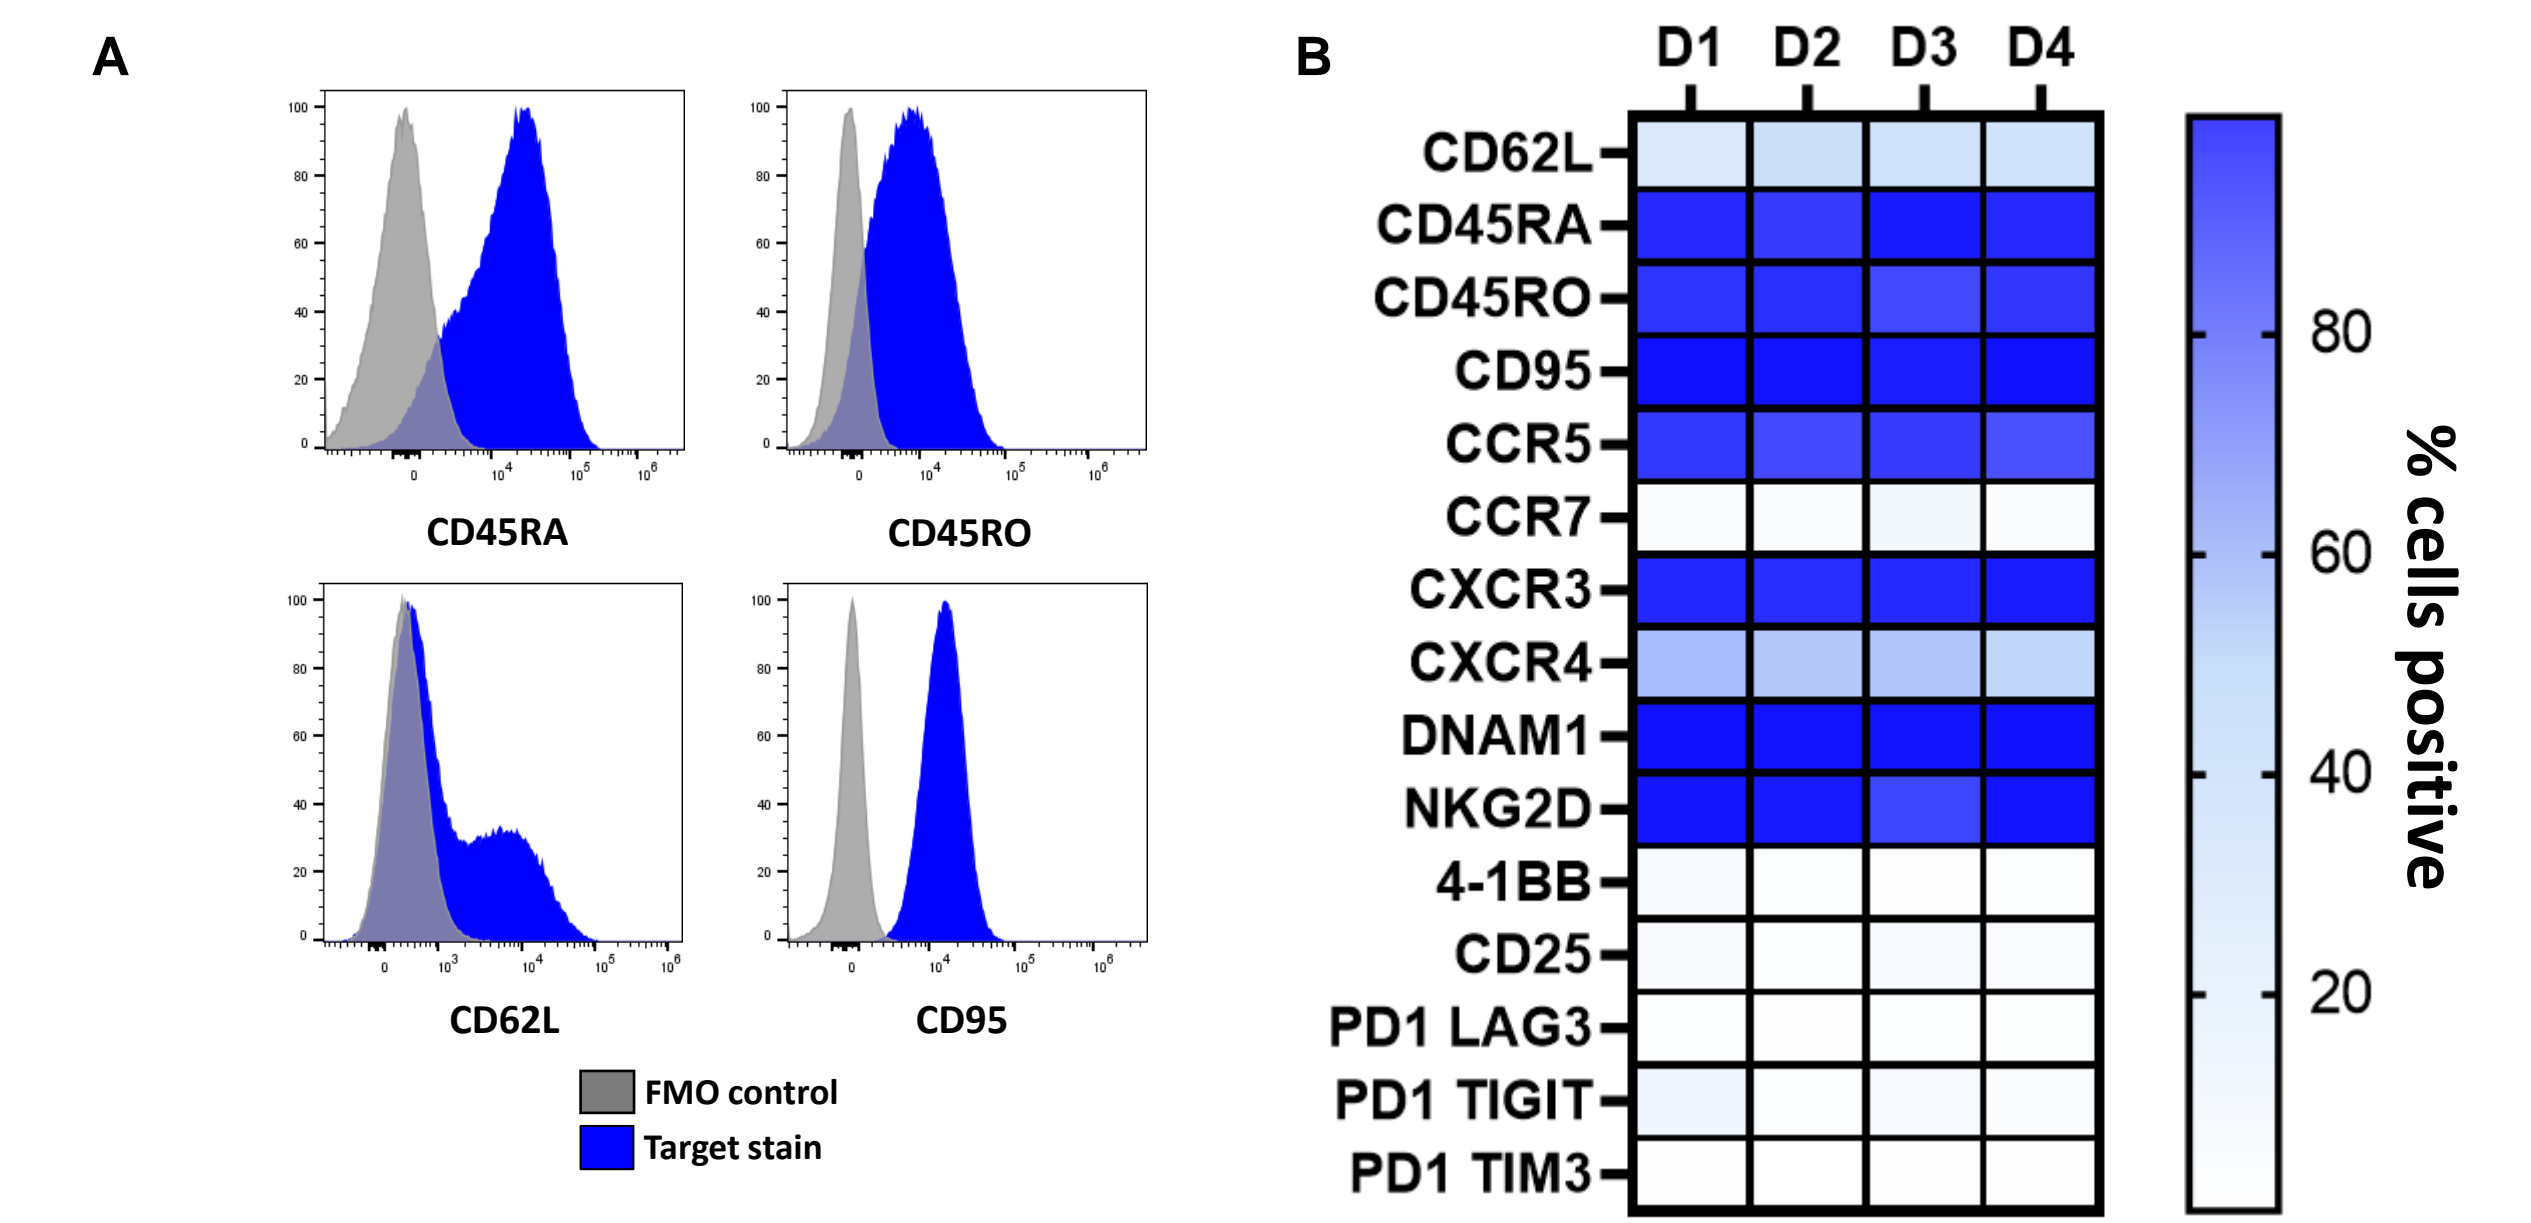 A
100
80
60
40
20
0
0 10^4 10^5 10^6
CD45RA
100
80
60
40
20
0
0 10^4 10^5 10^6
CD45RO
100
80
60
40
20
0
0 10^3 10^4 10^5 10^6
CD62L
100
80
60
40
20
0
0 10^4 10^5 10^6
CD95
FMO control
Target stain
B
D1 D2 D3 D4
CD62L
CD45RA
CD45RO
CD95
CCR5
CCR7
CXCR3
CXCR4
DNAM1
NKG2D
4-1BB
CD25
PD1 LAG3
PD1 TIGIT
PD1 TIM3
80
60
40
20
% cells positive